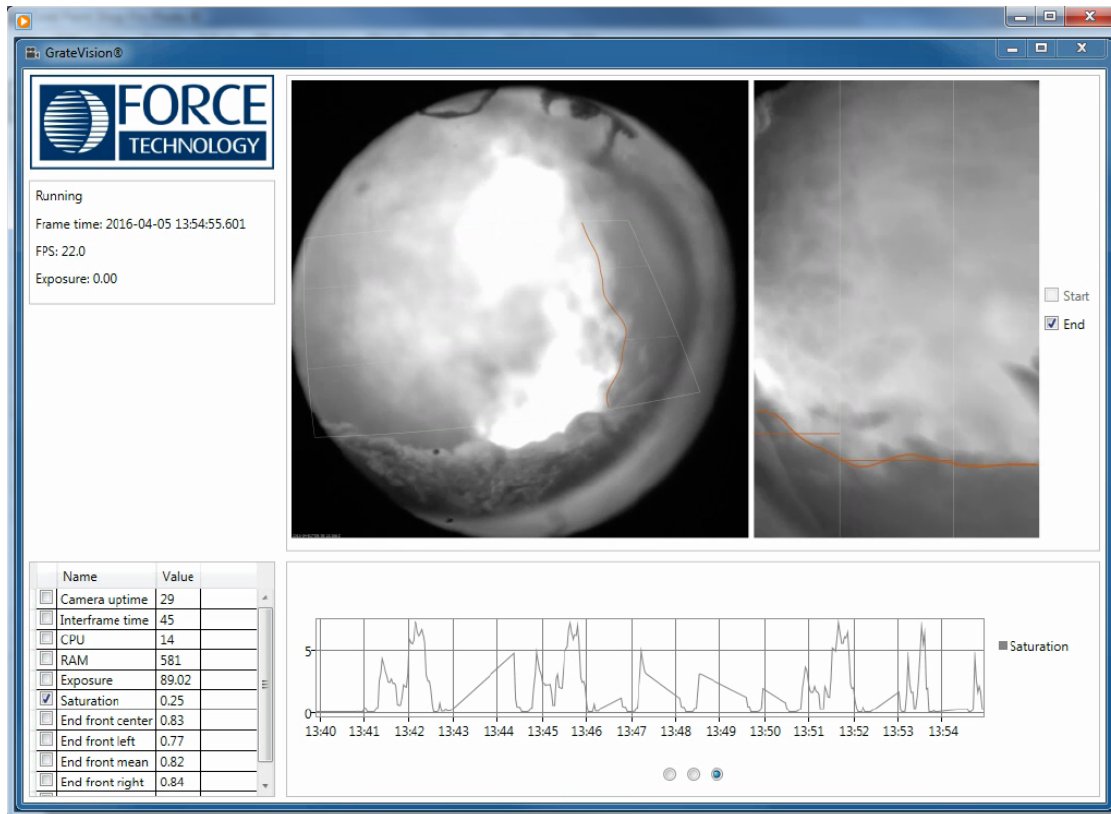 GrateVision®
FORCE
TECHNOLOGY
Running
Frame time: 2016-04-05 13:54:55.601
FPS: 22.0
Exposure: 0.00
Start
End
Name Value
Camera uptime 29
Interframe time 45
CPU 14
RAM 581
Exposure 89.02
Saturation 0.25
End front center 0.83
End front left 0.77
End front mean 0.82
End front right 0.84
5
0
13:40 13:41 13:42 13:43 13:44 13:45 13:46 13:47 13:48 13:49 13:50 13:51 13:52 13:53 13:54
Saturation